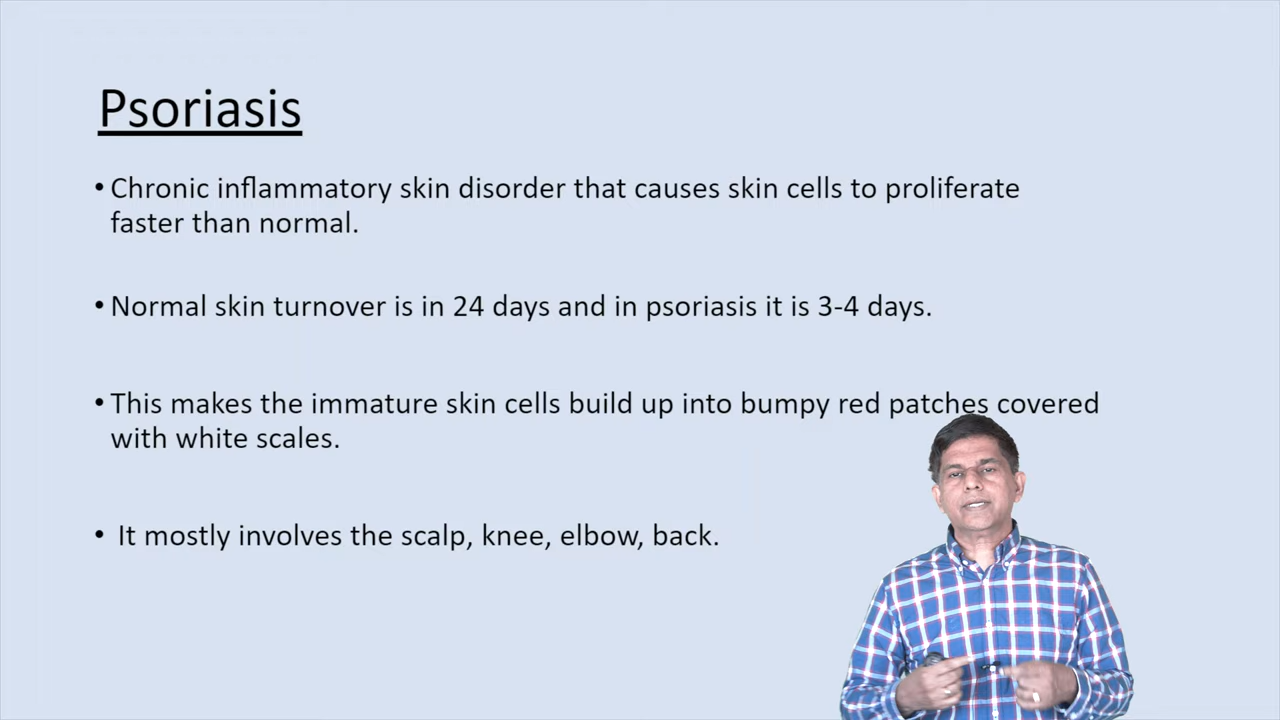 Psoriasis
• Chronic inflammatory skin disorder that causes skin cells to proliferate
faster than normal.
• Normal skin turnover is in 24 days and in psoriasis it is 3-4 days.
• This makes the immature skin cells build up into bumpy red patches covered
with white scales.
• It mostly involves the scalp, knee, elbow, back.